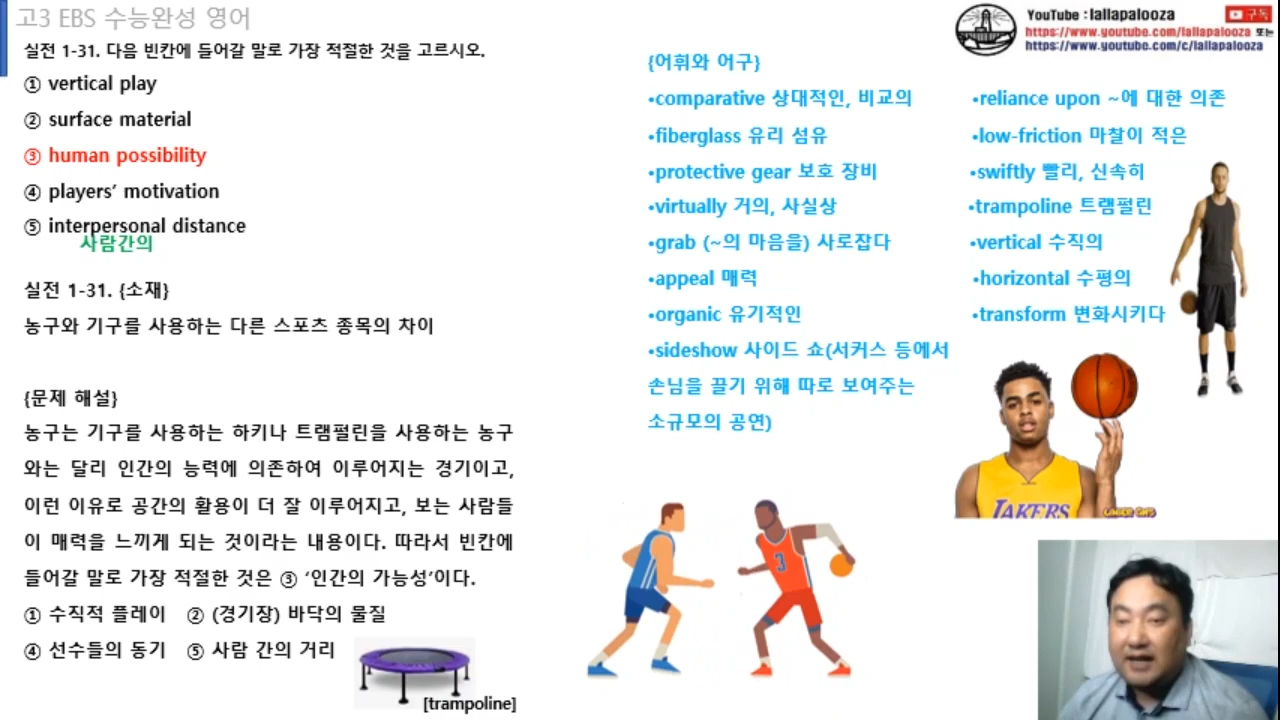 고3 EBS 수능완성 영어
실전 1-31. 다음 빈칸에 들어갈 말로 가장 적절한 것을 고르시오.
① vertical play
② surface material
③ human possibility
④ players’ motivation
⑤ interpersonal distance
사람간의
실전 1-31. {소재}
농구와 기구를 사용하는 다른 스포츠 종목의 차이
{문제 해설}
농구는 기구를 사용하는 하키나 트램펄린을 사용하는 농구
와는 달리 인간의 능력에 의존하여 이루어지는 경기이고,
이런 이유로 공간의 활용이 더 잘 이루어지고, 보는 사람들
이 매력을 느끼게 되는 것이라는 내용이다. 따라서 빈칸에
들어갈 말로 가장 적절한 것은 ③ ‘인간의 가능성’이다.
① 수직적 플레이 ② (경기장) 바닥의 물질
④ 선수들의 동기 ⑤ 사람 간의 거리
[trampoline]
{어휘와 어구}
•comparative 상대적인, 비교의
•fiberglass 유리 섬유
•protective gear 보호 장비
•virtually 거의, 사실상
•grab (~의 마음을) 사로잡다
•appeal 매력
•organic 유기적인
•sideshow 사이드 쇼(서커스 등에서
손님을 끌기 위해 따로 보여주는
소규모의 공연)
•reliance upon ~에 대한 의존
•low-friction 마찰이 적은
•swiftly 빨리, 신속히
•trampoline 트램펄린
•vertical 수직의
•horizontal 수평의
•transform 변화시키다
YouTube : lallapalooza 구독
https://www.youtube.com/lallapalooza 또는
https://www.youtube.com/c/lallapalooza
LAKERS
3